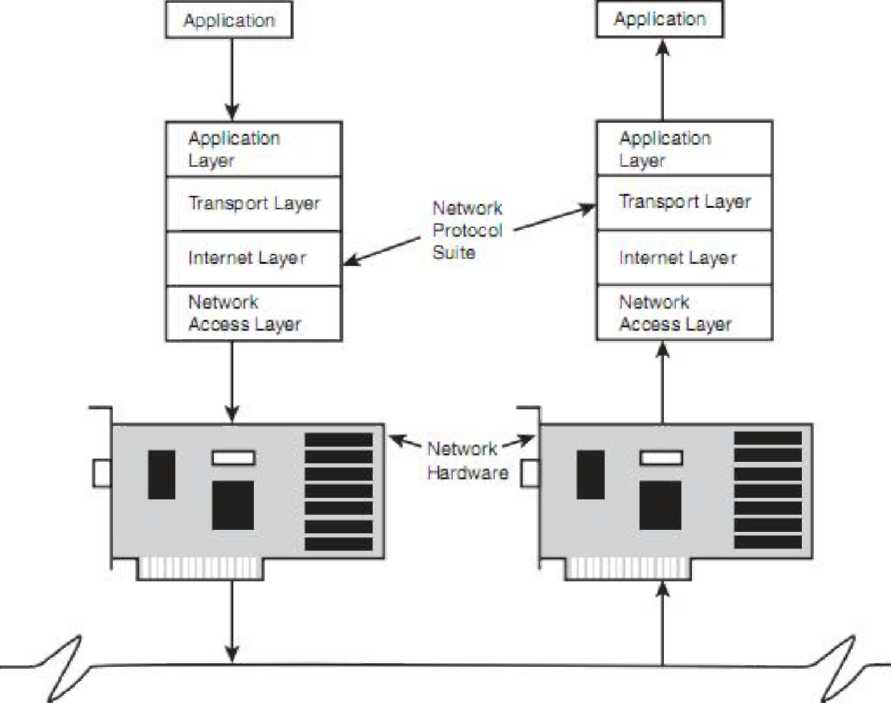 Application
Application
Application
Layer
Transport Layer
Internet Layer
Network
Access Layer
Network
Protocol
Suite
Application
Layer
Transport Layer
Internet Layer
Network
Access Layer
Network
Hardware